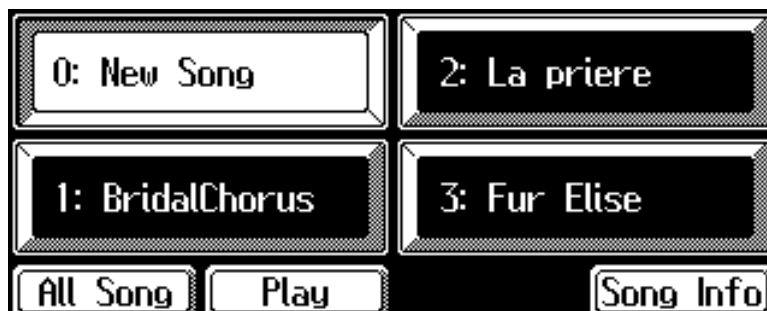 0: New Song
2: La priere
1: BridalChorus
3: Fur Elise
All Song
Play
Song Info